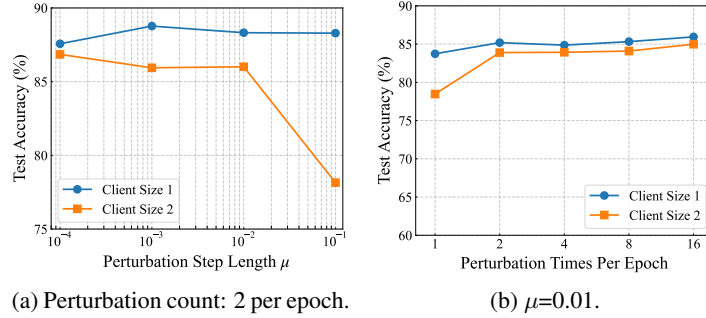 90
85
80
75
Test Accuracy (%)
Client Size 1
Client Size 2
10⁻⁴
10⁻³
10⁻²
10⁻¹
Perturbation Step Length μ
(a) Perturbation count: 2 per epoch.
90
85
80
75
70
65
60
Test Accuracy (%)
Client Size 1
Client Size 2
1 2 4 8 16
Perturbation Times Per Epoch
(b) μ=0.01.